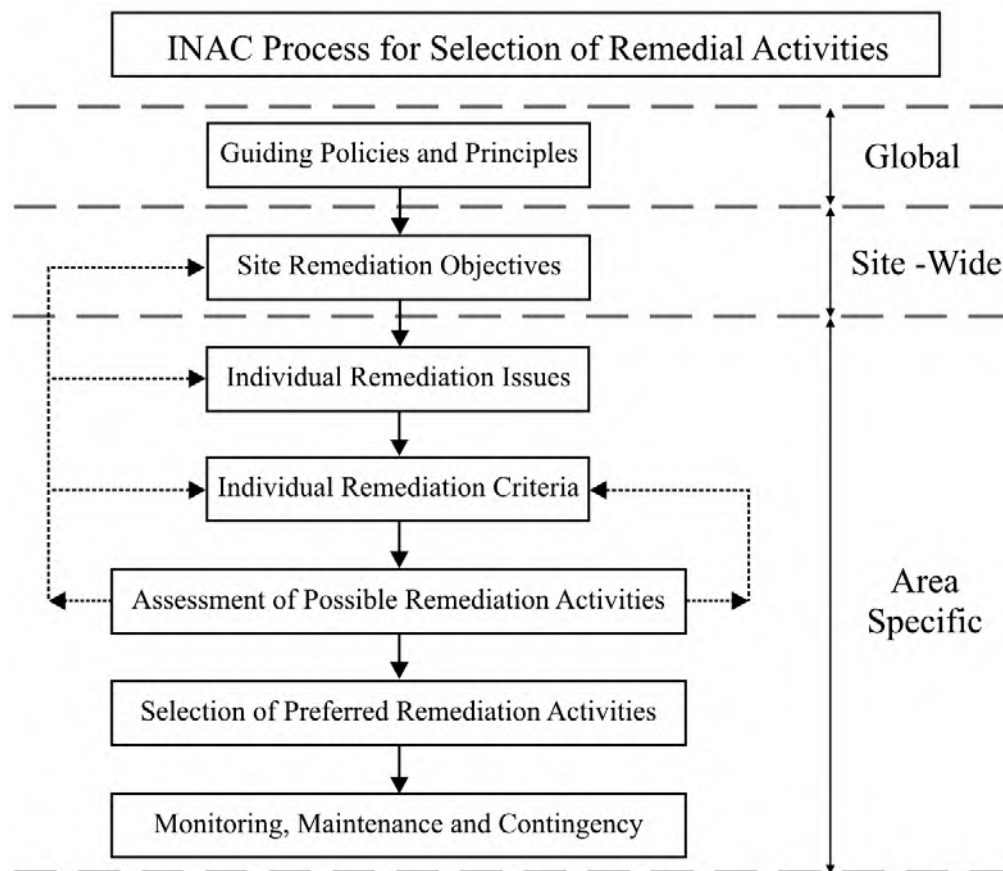 INAC Process for Selection of Remedial Activities
Guiding Policies and Principles
Global
Site Remediation Objectives
Site -Wide
Individual Remediation Issues
Individual Remediation Criteria
Assessment of Possible Remediation Activities
Area
Specific
Selection of Preferred Remediation Activities
Monitoring, Maintenance and Contingency